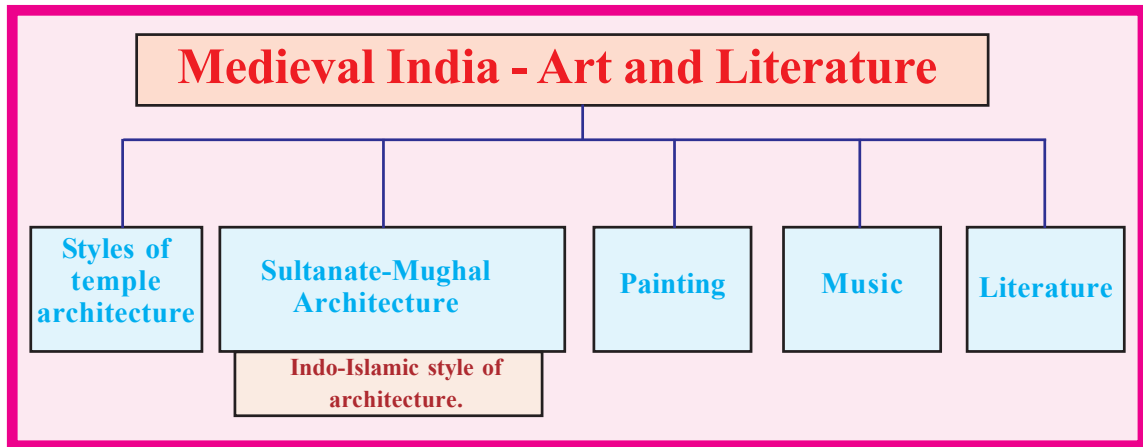 Medieval India - Art and Literature
Styles of
temple
architecture
Sultanate-Mughal
Architecture
Indo-Islamic style of
architecture.
Painting
Music
Literature